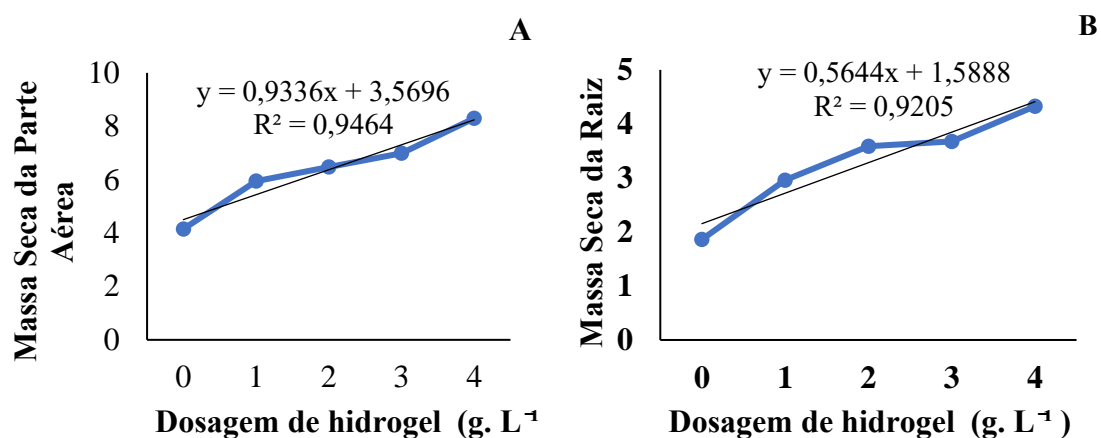 A
y = 0,9336x + 3,5696
R² = 0,9464
Massa Seca da Parte
Aérea
10
8
6
4
2
0
0 1 2 3 4
Dosagem de hidrogel (g. L⁻¹
B
y = 0,5644x + 1,5888
R² = 0,9205
Massa Seca da Raiz
5
4
3
2
1
0
0 1 2 3 4
Dosagem de hidrogel (g. L⁻¹ )